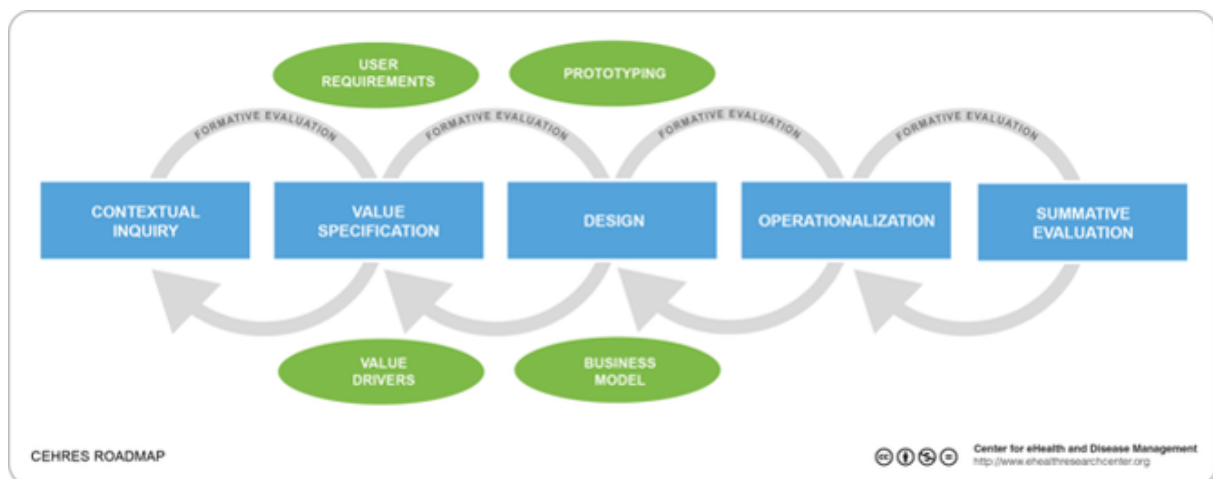 USER
REQUIREMENTS
PROTOTYPING
FORMATIVE EVALUATION
FORMATIVE EVALUATION
FORMATIVE EVALUATION
FORMATIVE EVALUATION
CONTEXTUAL
INQUIRY
VALUE
SPECIFICATION
DESIGN
OPERATIONALIZATION
SUMMATIVE
EVALUATION
VALUE
DRIVERS
BUSINESS
MODEL
CEHRES ROADMAP
cc
Center for eHealth and Disease Management
http://www.ehealthresearchcenter.org